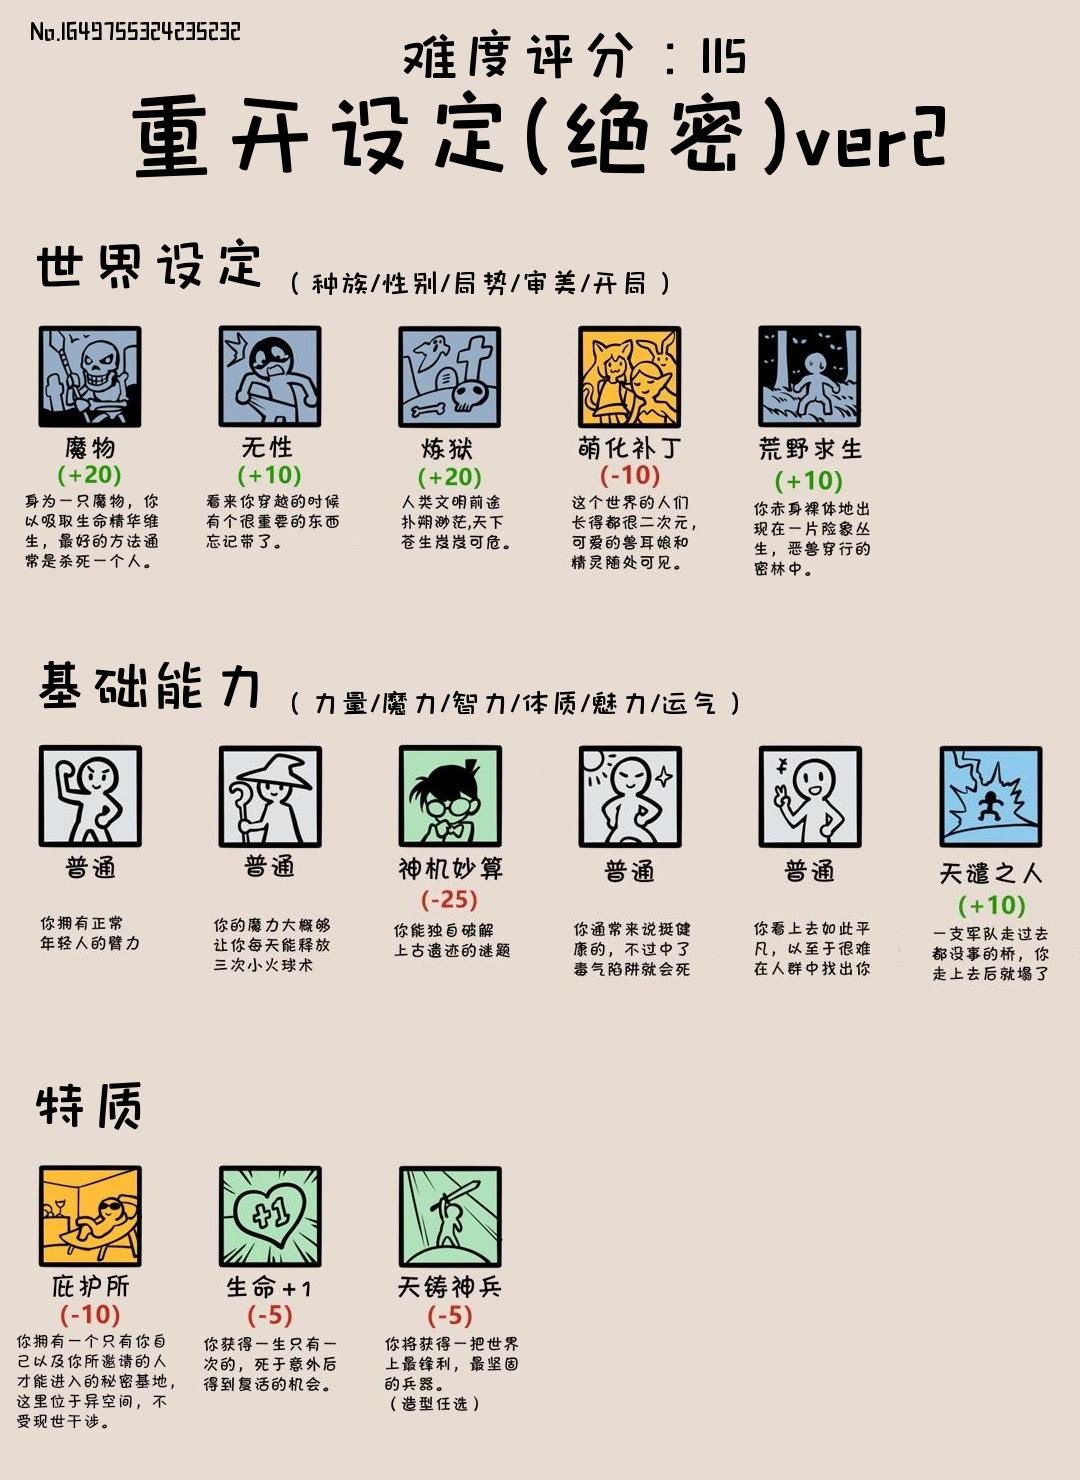 No.1649755324235232
难度评分：115
重开设定(绝密)ver2
世界设定（种族/性别/局势/审美/开局）
魔物 无性 炼狱 萌化补丁 荒野求生
(+20) (+10) (+20) (-10) (+10)
身为一只魔物，你
以吸取生命精华维
生，最好的方法通
常是杀死一个人。
看来你穿越的时候
有个很重要的东西
忘记带了。
人类文明前途
扑朔渺茫,天下
苍生岌岌可危。
这个世界的人们
长得都很二次元，
可爱的兽耳娘和
精灵随处可见。
你赤身裸体地出
现在一片险象丛
生，恶兽穿行的
密林中。
基础能力（力量/魔力/智力/体质/魅力/运气）
普通 普通 神机妙算 普通 普通 天谴之人
(-25) (+10)
你拥有正常
年轻人的臂力
你的魔力大概够
让你每天能释放
三次小火球术
你能独自破解
上古遗迹的谜题
你通常来说挺健
康的，不过中了
毒气陷阱就会死
你看上去如此平
凡，以至于很难
在人群中找出你
一支军队走过去
都没事的桥，你
走上去后就塌了
特质
+1
庇护所 生命+1 天铸神兵
(-10) (-5) (-5)
你拥有一个只有你自
己以及你所邀请的人
才能进入的秘密基地，
这里位于异空间，不
受现世干涉。
你获得一生只有一
次的，死于意外后
得到复活的机会。
你将获得一把世界
上最锋利，最坚固
的兵器。
（造型任选）